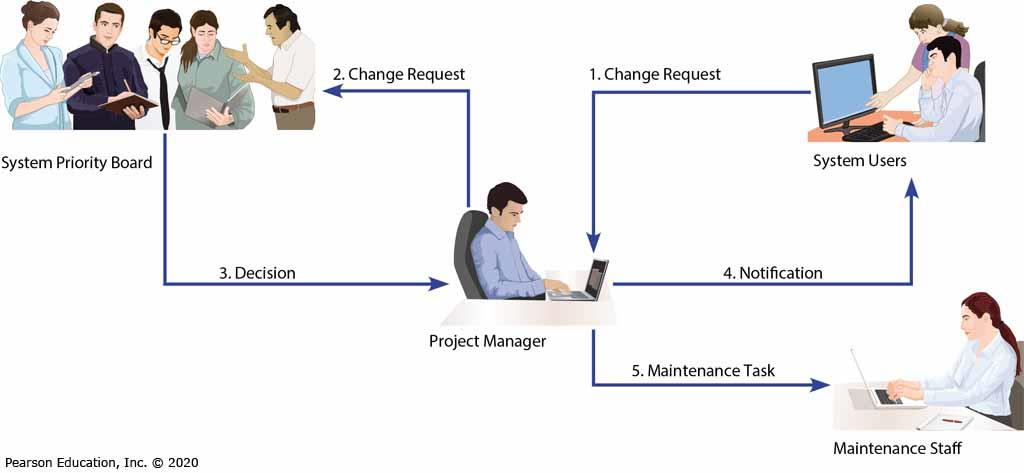 2. Change Request
1. Change Request
System Priority Board
System Users
3. Decision
4. Notification
Project Manager
5. Maintenance Task
Maintenance Staff
Pearson Education, Inc. © 2020